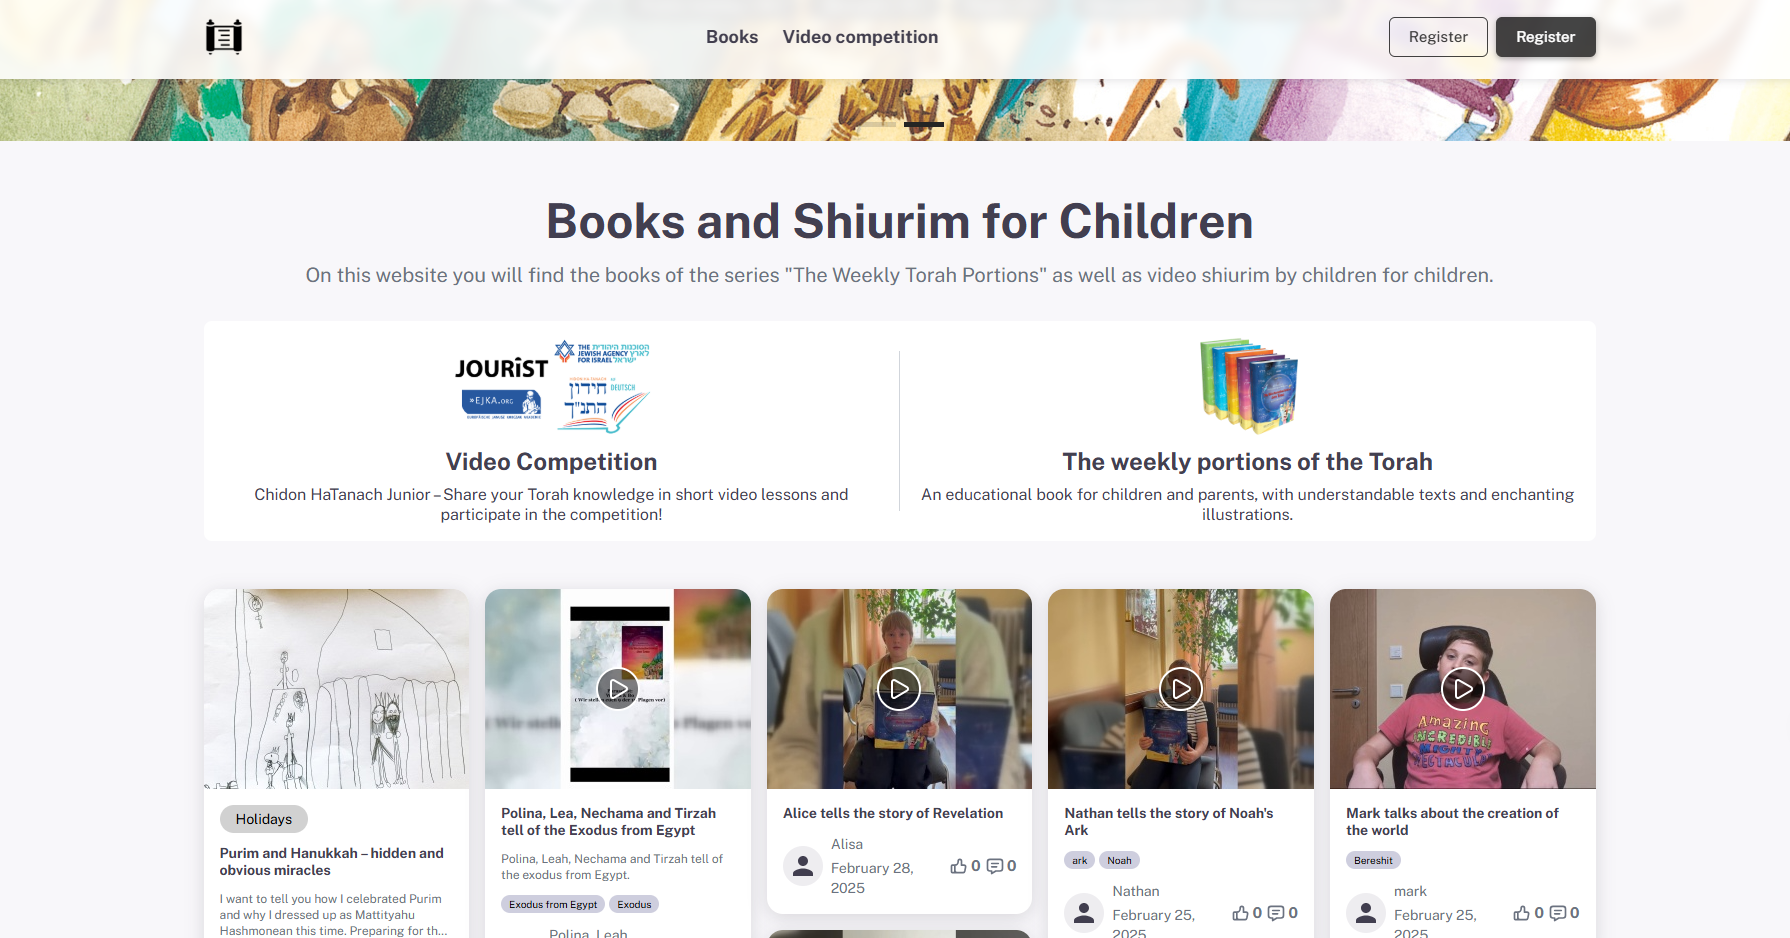 Books
Video competition
Register
Register
Books and Shiurim for Children
On this website you will find the books of the series "The Weekly Torah Portions" as well as video shiurim by children for children.
JOURiST
THE
JEWISH AGENCY
FOR ISRAEL
הסוכנות היהודית
לארץ
ישראל
»EJKA.ORG
חידון
התנ"ך
DEUTSCH
Video Competition
Chidon HaTanach Junior – Share your Torah knowledge in short video lessons and
participate in the competition!
The weekly portions of the Torah
An educational book for children and parents, with understandable texts and enchanting
illustrations.
Holidays
Purim and Hanukkah – hidden and
obvious miracles
I want to tell you how I celebrated Purim
and why I dressed up as Mattityahu
Hashmonean this time. Preparing for th...
Polina, Lea, Nechama and Tirzah
tell of the Exodus from Egypt
Polina, Leah, Nechama and Tirzah tell of
the exodus from Egypt.
Exodus from Egypt
Exodus
Polina, Leah
Alice tells the story of Revelation
Alisa
February 28,
2025
0 0
Nathan tells the story of Noah's
Ark
ark
Noah
Nathan
February 25,
2025
0 0
AMAZING
INCREDIBLE
Mark talks about the creation of
the world
Bereshit
mark
February 25,
2025
0 0